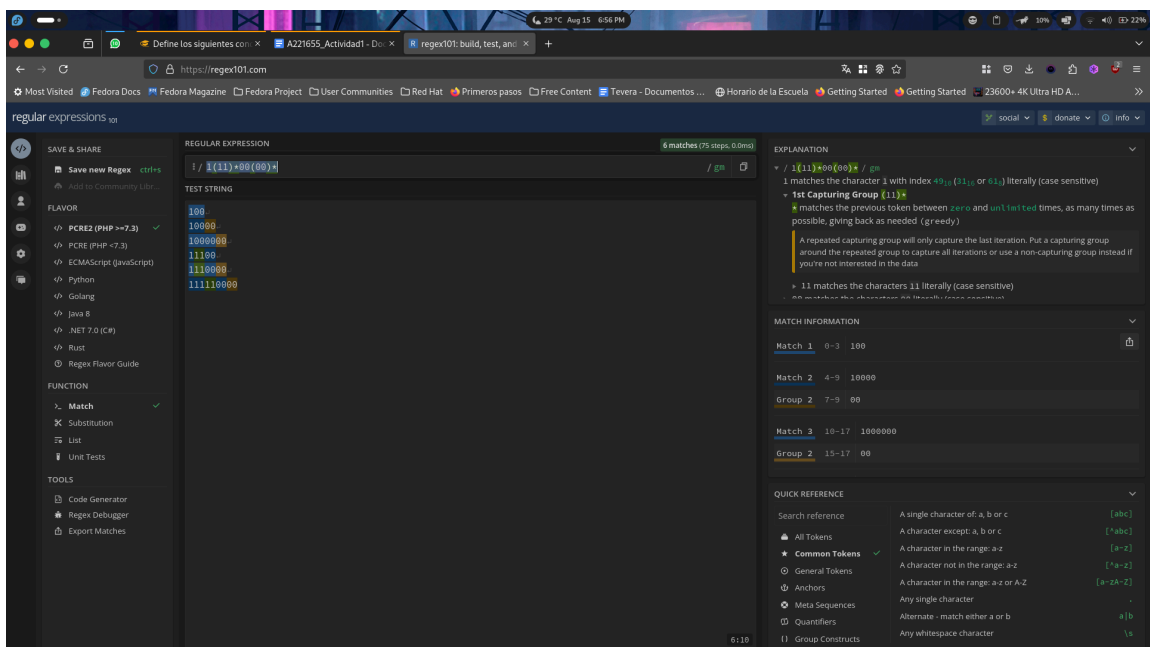 29 °C Aug 15 6:56 PM
10%
22%
Define los siguientes con
A221655_Actividad1 - Doc
regex101: build, test, and
https://regex101.com
Most Visited
Fedora Docs
Fedora Magazine
Fedora Project
User Communities
Red Hat
Primeros pasos
Free Content
Tevera - Documentos ...
Horario de la Escuela
Getting Started
Getting Started
23600+ 4K Ultra HD A...
regular expressions 101
social
donate
info
SAVE & SHARE
Save new Regex ctrl+s
Add to Community Libr...
FLAVOR
PCRE2 (PHP >=7.3)
PCRE (PHP <7.3)
ECMAScript (JavaScript)
Python
Golang
Java 8
.NET 7.0 (C#)
Rust
Regex Flavor Guide
FUNCTION
Match
Substitution
List
Unit Tests
TOOLS
Code Generator
Regex Debugger
Export Matches
REGULAR EXPRESSION
6 matches (75 steps, 0.0ms)
/ 1(11)*00(00)* / gm
TEST STRING
100
10000
1000000
11100
1110000
111110000
6:10
EXPLANATION
/ 1(11)*00(00)* / gm
1 matches the character 1 with index 49₁₀ (31₁₆ or 61₈) literally (case sensitive)
1st Capturing Group (11)*
* matches the previous token between zero and unlimited times, as many times as
possible, giving back as needed (greedy)
A repeated capturing group will only capture the last iteration. Put a capturing group
around the repeated group to capture all iterations or use a non-capturing group instead if
you're not interested in the data
11 matches the characters 11 literally (case sensitive)
00 matches the characters 00 literally (case sensitive)
MATCH INFORMATION
Match 1 0-3 100
Match 2 4-9 10000
Group 2 7-9 00
Match 3 10-17 1000000
Group 2 15-17 00
QUICK REFERENCE
Search reference
All Tokens
Common Tokens
General Tokens
Anchors
Meta Sequences
Quantifiers
Group Constructs
A single character of: a, b or c [abc]
A character except: a, b or c [^abc]
A character in the range: a-z [a-z]
A character not in the range: a-z [^a-z]
A character in the range: a-z or A-Z [a-zA-Z]
Any single character .
Alternate - match either a or b a|b
Any whitespace character \s